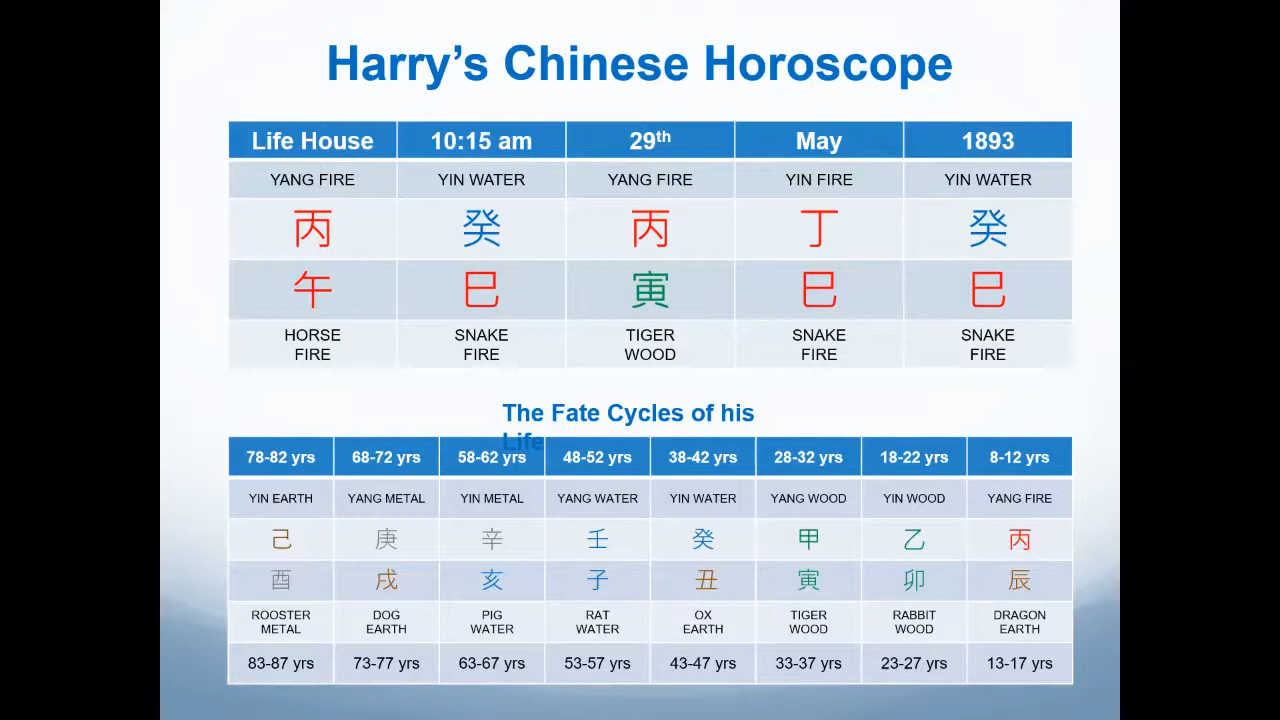 Harry's Chinese Horoscope
Life House 10:15 am 29th May 1893
YANG FIRE YIN WATER YANG FIRE YIN FIRE YIN WATER
丙 癸 丙 丁 癸
午 巳 寅 巳 巳
HORSE SNAKE TIGER SNAKE SNAKE
FIRE FIRE WOOD FIRE FIRE
The Fate Cycles of his
Life
78-82 yrs 68-72 yrs 58-62 yrs 48-52 yrs 38-42 yrs 28-32 yrs 18-22 yrs 8-12 yrs
YIN EARTH YANG METAL YIN METAL YANG WATER YIN WATER YANG WOOD YIN WOOD YANG FIRE
己 庚 辛 壬 癸 甲 乙 丙
酉 戌 亥 子 丑 寅 卯 辰
ROOSTER DOG PIG RAT OX TIGER RABBIT DRAGON
METAL EARTH WATER WATER EARTH WOOD WOOD EARTH
83-87 yrs 73-77 yrs 63-67 yrs 53-57 yrs 43-47 yrs 33-37 yrs 23-27 yrs 13-17 yrs